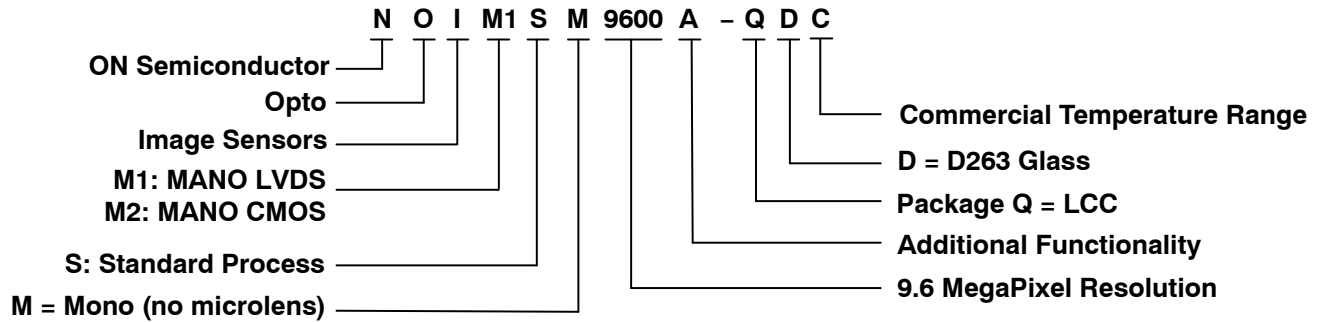 N O I M1 S M 9600 A – Q D C
ON Semiconductor
Opto
Image Sensors
M1: MANO LVDS
M2: MANO CMOS
S: Standard Process
M = Mono (no microlens)
Commercial Temperature Range
D = D263 Glass
Package Q = LCC
Additional Functionality
9.6 MegaPixel Resolution